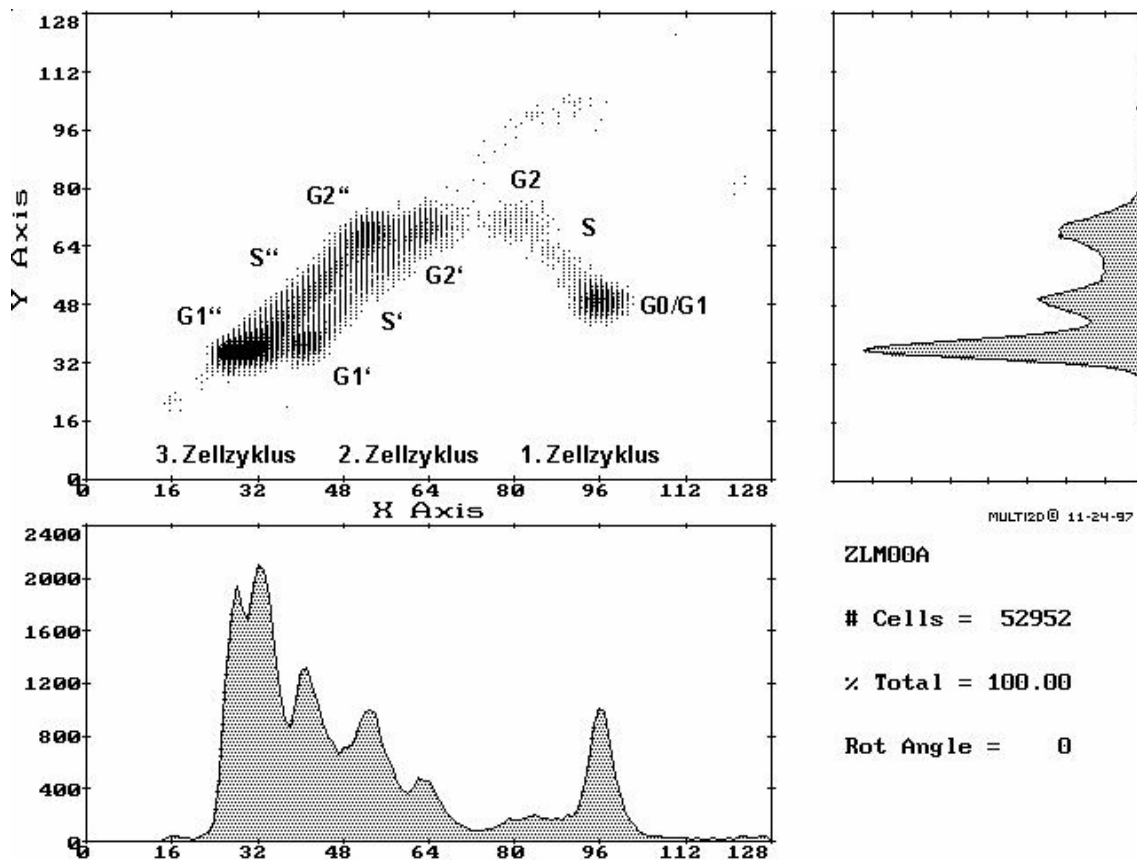 128
112
96
80
64
48
32
16
0
Y Axis
G2“
G2
S
S“
G2‘
G1“
S‘
G0/G1
G1‘
3. Zellzyklus 2. Zellzyklus 1. Zellzyklus
0 16 32 48 64 80 96 112 128
X Axis
MULTI2D© 11-24-97
2400
2000
1600
1200
800
400
0
0 16 32 48 64 80 96 112 128
ZLM00A
# Cells = 52952
% Total = 100.00
Rot Angle = 0